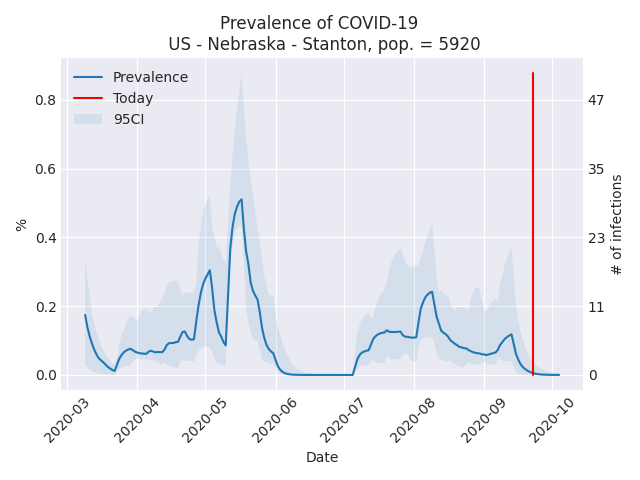 Prevalence of COVID-19
US - Nebraska - Stanton, pop. = 5920
Prevalence
Today
95CI
0.8
0.6
0.4
0.2
0.0
%
47
35
23
11
0
# of infections
2020-03
2020-04
2020-05
2020-06
2020-07
2020-08
2020-09
2020-10
Date